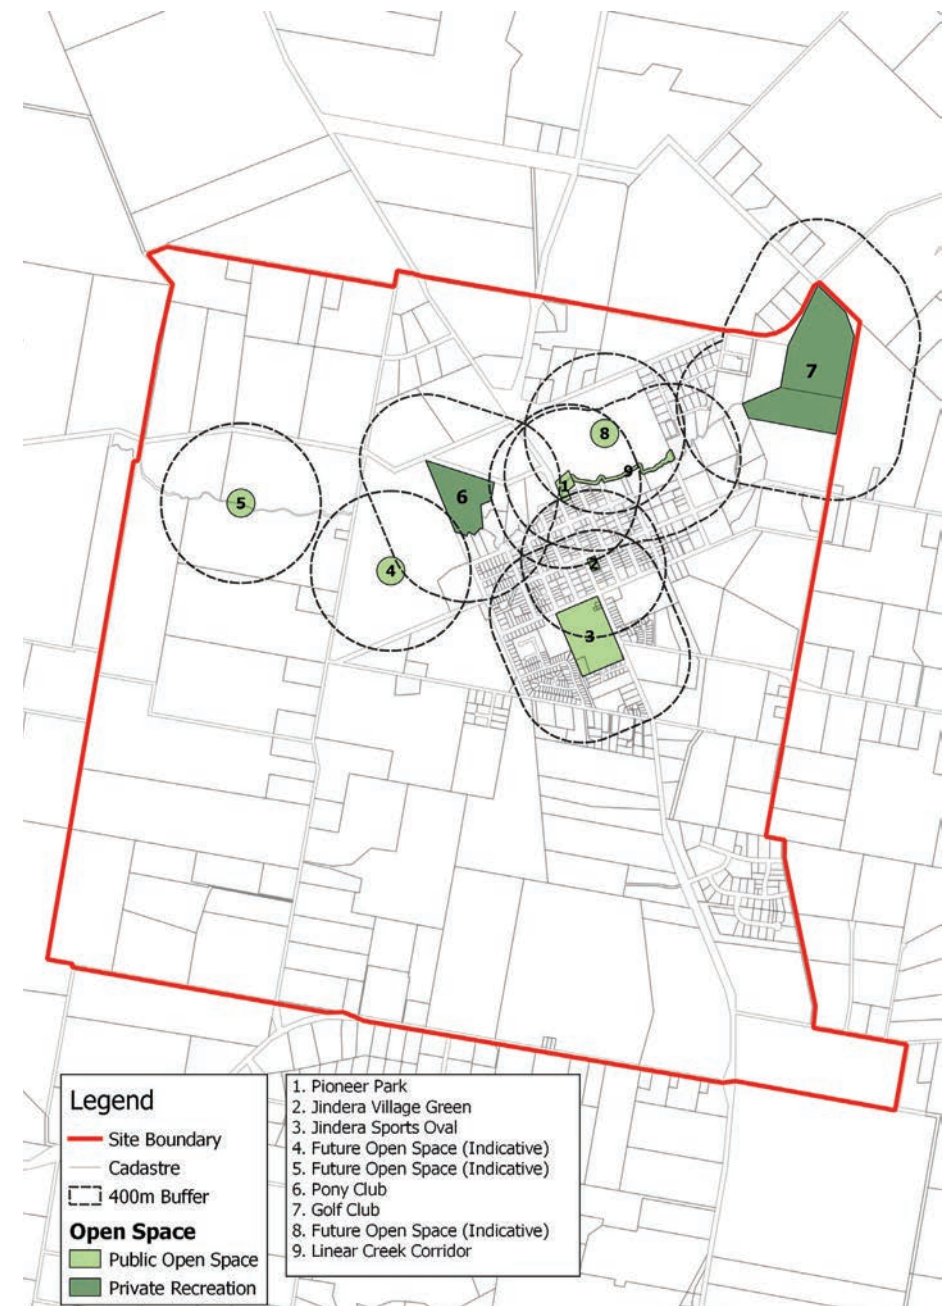 7
8
9
1
6
5
4
2
3
Legend
Site Boundary
Cadastre
400m Buffer
Open Space
Public Open Space
Private Recreation
1. Pioneer Park
2. Jindera Village Green
3. Jindera Sports Oval
4. Future Open Space (Indicative)
5. Future Open Space (Indicative)
6. Pony Club
7. Golf Club
8. Future Open Space (Indicative)
9. Linear Creek Corridor